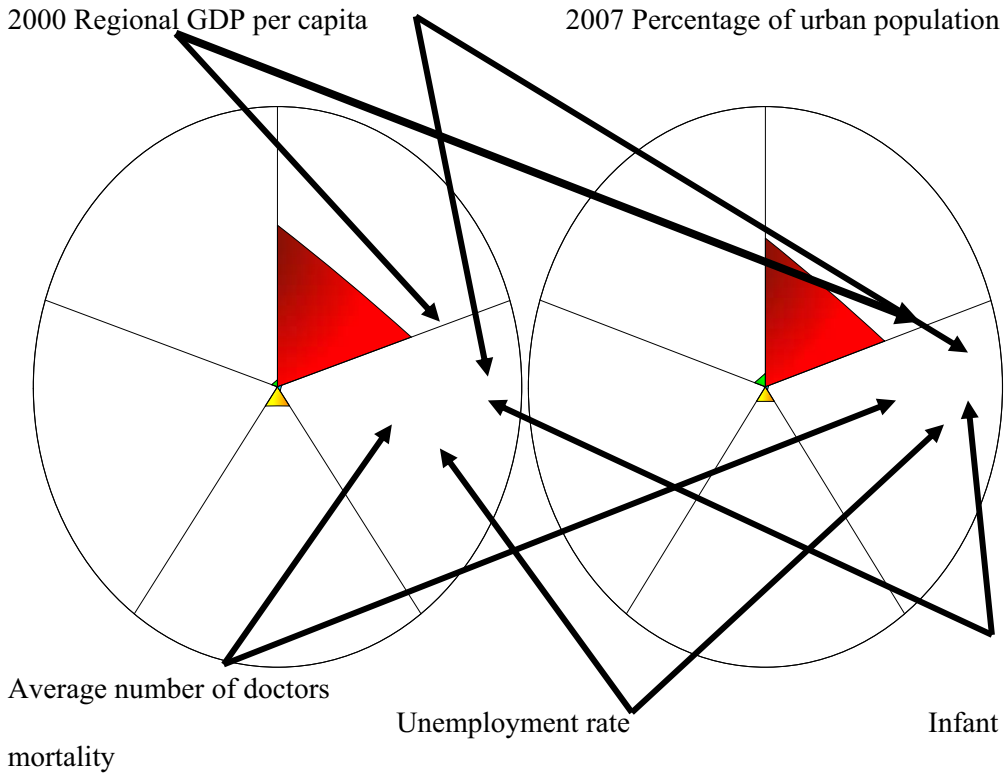 2000 Regional GDP per capita 2007 Percentage of urban population
Average number of doctors
Unemployment rate Infant
mortality